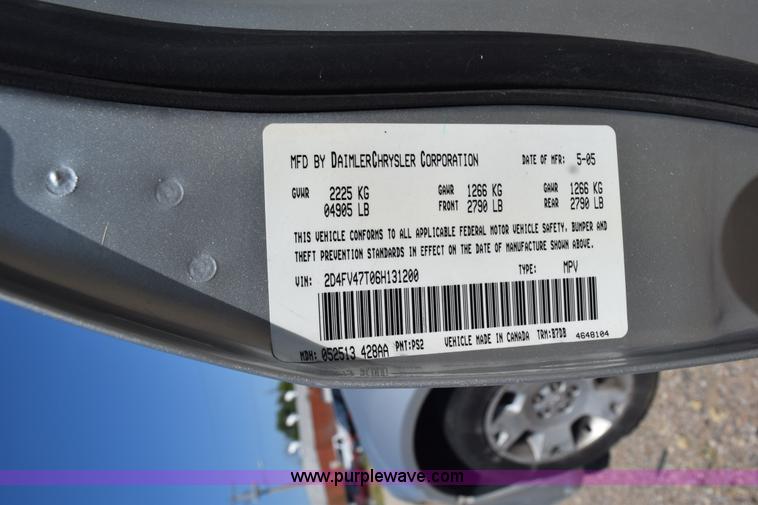 MFD BY DAIMLERCHRYSLER CORPORATION DATE OF MFR: 5-05
GVWR 2225 KG GAWR 1266 KG GAWR 1266 KG
04905 LB FRONT 2790 LB REAR 2790 LB
THIS VEHICLE CONFORMS TO ALL APPLICABLE FEDERAL MOTOR VEHICLE SAFETY, BUMPER AND
THEFT PREVENTION STANDARDS IN EFFECT ON THE DATE OF MANUFACTURE SHOWN ABOVE.
VIN: 2D4FV47T06H131200 TYPE: MPV
MDH: 052513 428AA PNT:PS2 VEHICLE MADE IN CANADA TRM:B7DB 4648104
www.purplewave.com